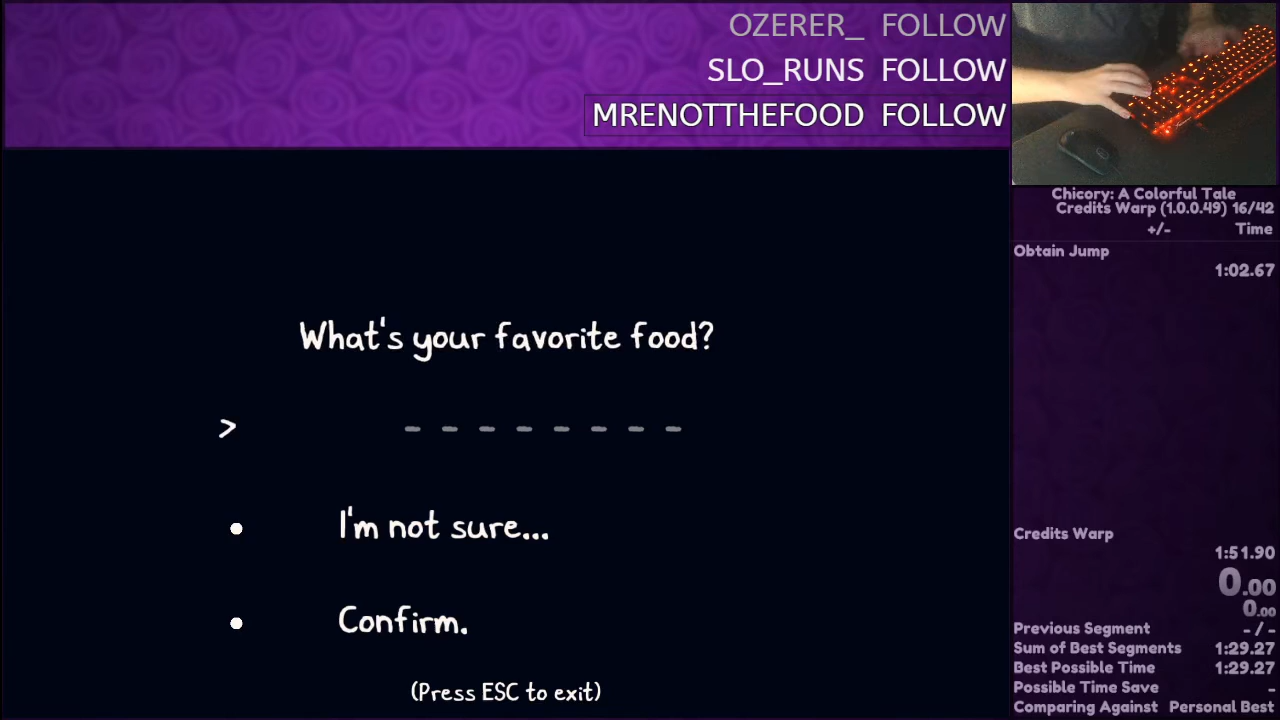 OZERER_ FOLLOW
SLO_RUNS FOLLOW
MRENOTTHEFOOD FOLLOW
What's your favorite food?
> _ _ _ _ _ _ _ _
• I'm not sure...
• Confirm.
(Press ESC to exit)
Chicory: A Colorful Tale
Credits Warp (1.0.0.49) 16/42
+/- Time
Obtain Jump
1:02.67
Credits Warp
1:51.90
0.00
0.00
Previous Segment - / -
Sum of Best Segments 1:29.27
Best Possible Time 1:29.27
Possible Time Save -
Comparing Against Personal Best